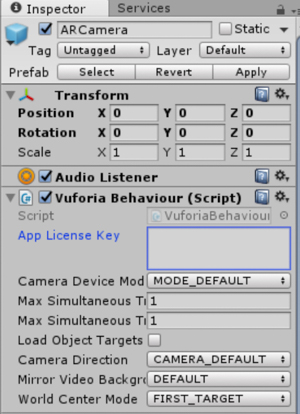 Inspector Services
ARCamera Static
Tag Untagged Layer Default
Prefab Select Revert Apply
Transform
Position X 0 Y 0 Z 0
Rotation X 0 Y 0 Z 0
Scale X 1 Y 1 Z 1
Audio Listener
Vuforia Behaviour (Script)
Script VuforiaBehaviour
App License Key
Camera Device Mod MODE_DEFAULT
Max Simultaneous Ti 1
Max Simultaneous Ti 1
Load Object Targets
Camera Direction CAMERA_DEFAULT
Mirror Video Backgro DEFAULT
World Center Mode FIRST_TARGET